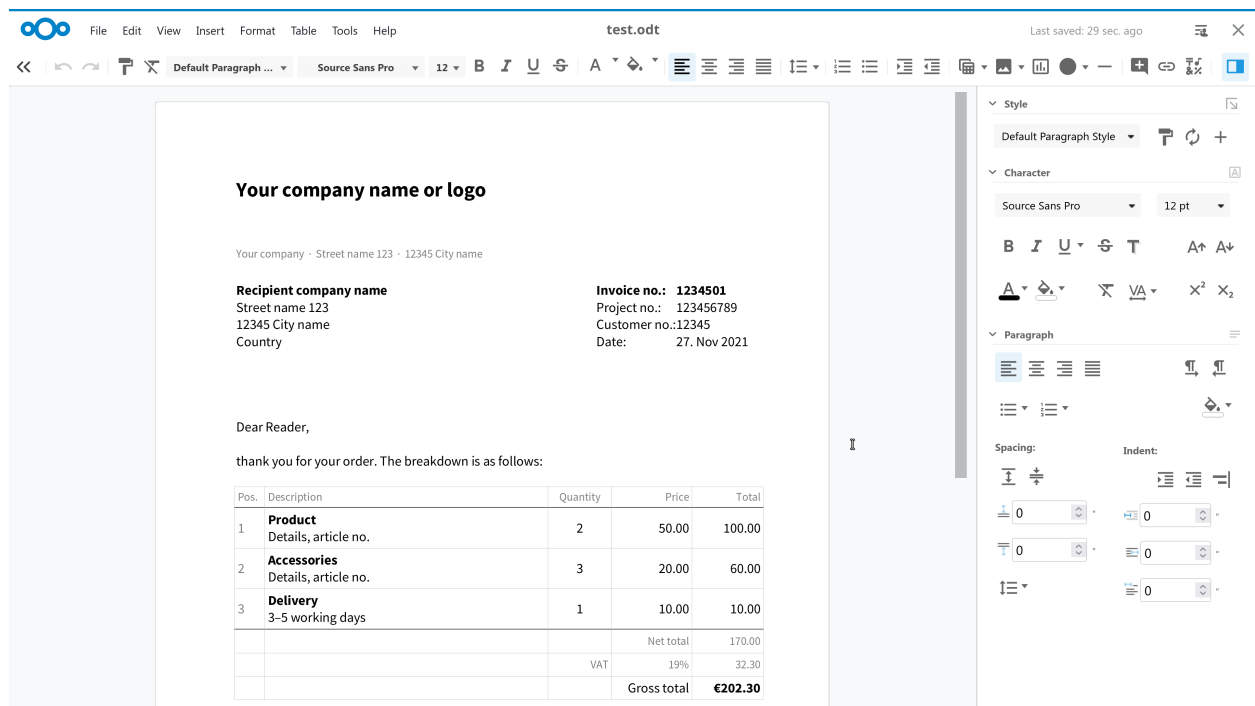 File Edit View Insert Format Table Tools Help test.odt Last saved: 29 sec. ago
Default Paragraph ... Source Sans Pro 12 B I U S A
Style
Default Paragraph Style
Character
Source Sans Pro 12 pt
B I U S T A A
A VA X² X₂
Paragraph
Spacing: Indent:
0 " 0 "
0 " 0 "
0 "
Your company name or logo
Your company · Street name 123 · 12345 City name
Recipient company name Invoice no.: 1234501
Street name 123 Project no.: 123456789
12345 City name Customer no.:12345
Country Date: 27. Nov 2021
Dear Reader,
thank you for your order. The breakdown is as follows:
Pos. Description Quantity Price Total
1 Product 2 50.00 100.00
Details, article no.
2 Accessories 3 20.00 60.00
Details, article no.
3 Delivery 1 10.00 10.00
3–5 working days
Net total 170.00
VAT 19% 32.30
Gross total €202.30